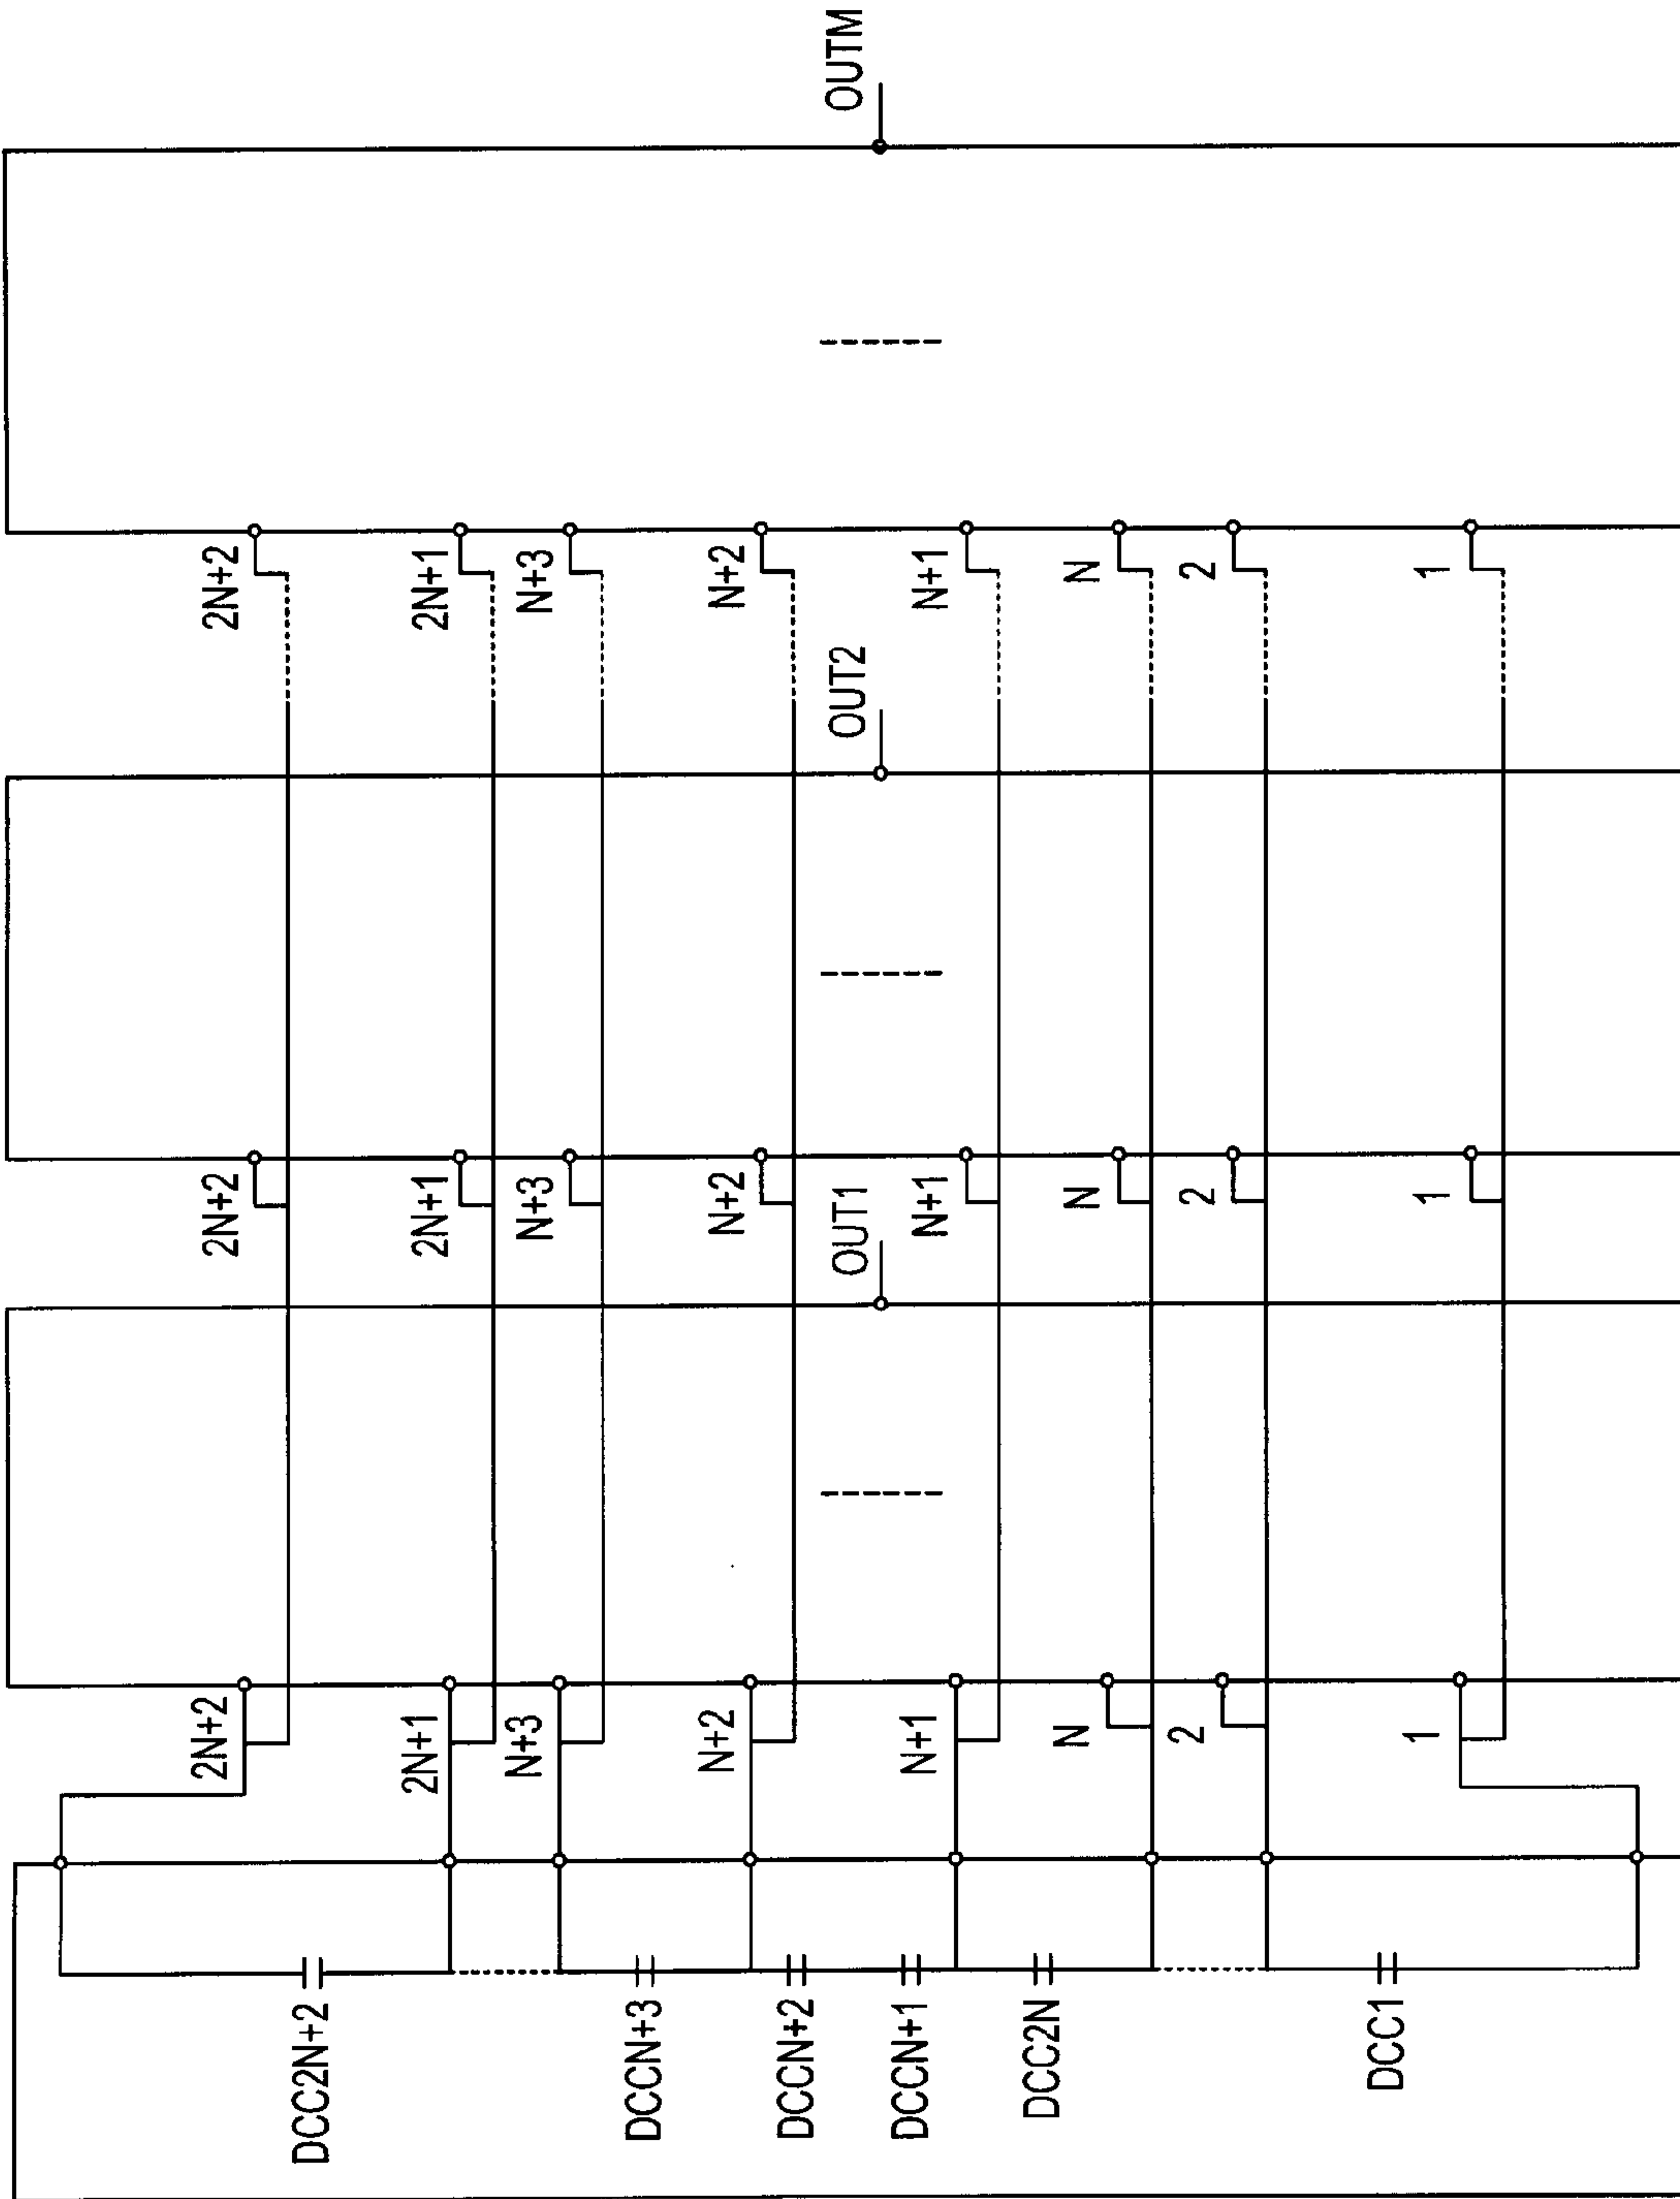 OUTM
2N+2
2N+1
N+3
N+2
N+1
N
2
1
OUT2
2N+2
2N+1
N+3
N+2
N+1
N
2
1
OUT1
2N+2
2N+1
N+3
N+2
N+1
N
2
1
DCC2N+2
DCCN+3
DCCN+2
DCCN+1
DCC2N
DCC1